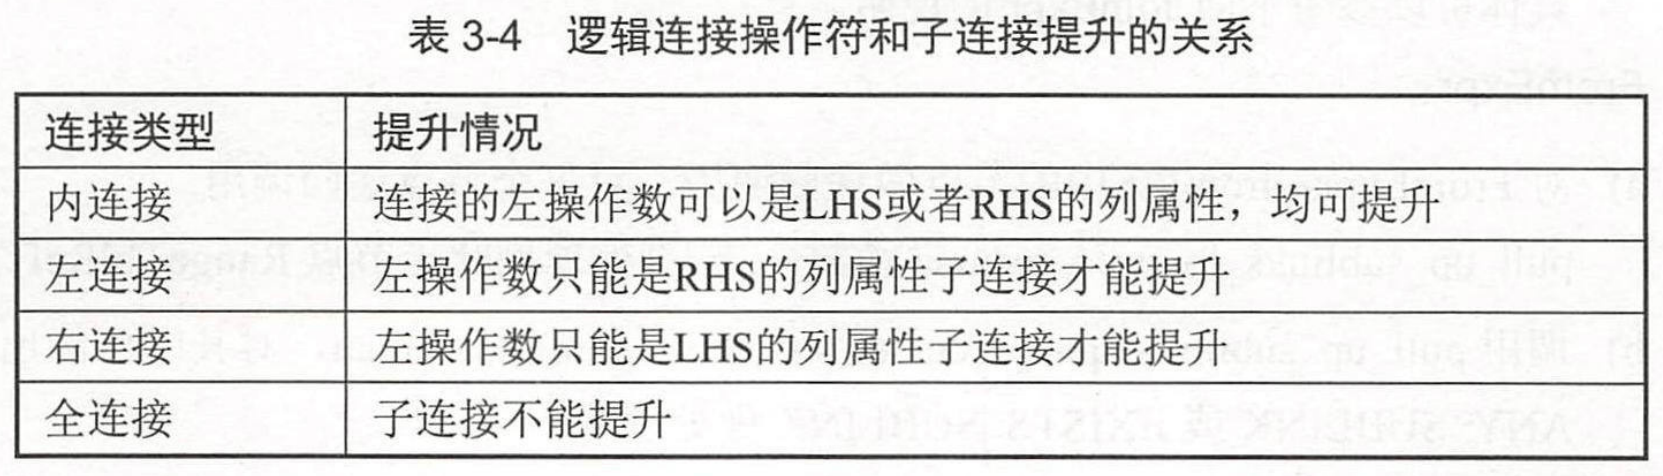 表 3-4 逻辑连接操作符和子连接提升的关系
连接类型 提升情况
内连接 连接的左操作数可以是LHS或者RHS的列属性，均可提升
左连接 左操作数只能是RHS的列属性子连接才能提升
右连接 左操作数只能是LHS的列属性子连接才能提升
全连接 子连接不能提升